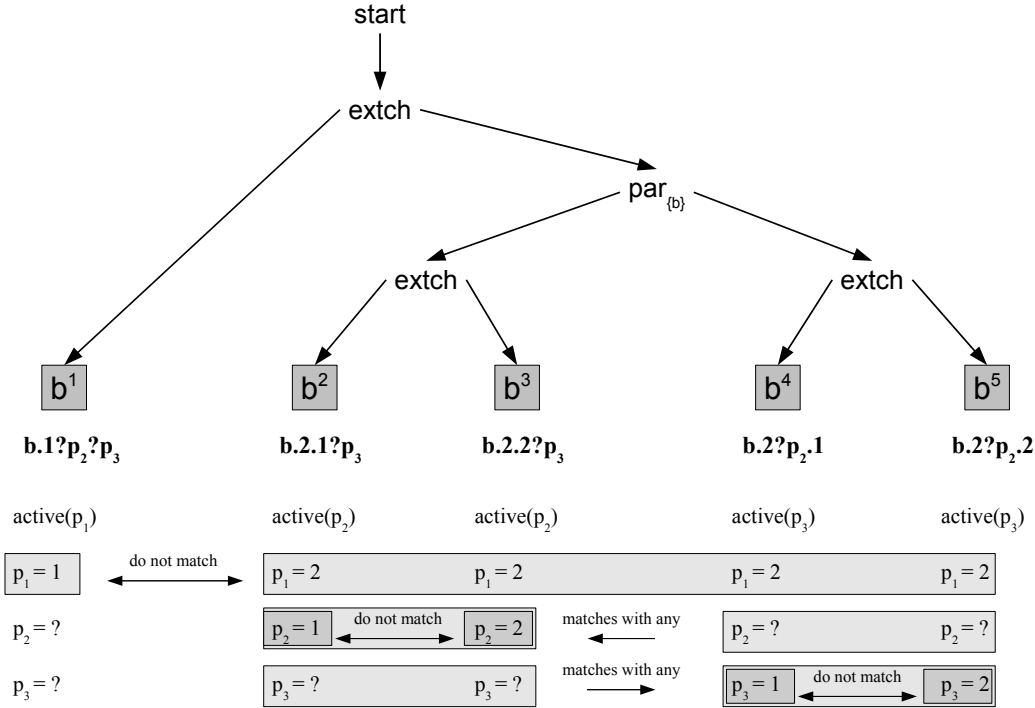 start
extch
par_{b}
extch extch
b¹ b² b³ b⁴ b⁵
b.1?p₂?p₃ b.2.1?p₃ b.2.2?p₃ b.2?p₂.1 b.2?p₂.2
active(p₁) active(p₂) active(p₂) active(p₃) active(p₃)
p₁ = 1 do not match p₁ = 2 p₁ = 2 p₁ = 2 p₁ = 2
p₂ = ? p₂ = 1 do not match p₂ = 2 matches with any p₂ = ? p₂ = ?
p₃ = ? p₃ = ? p₃ = ? matches with any p₃ = 1 do not match p₃ = 2